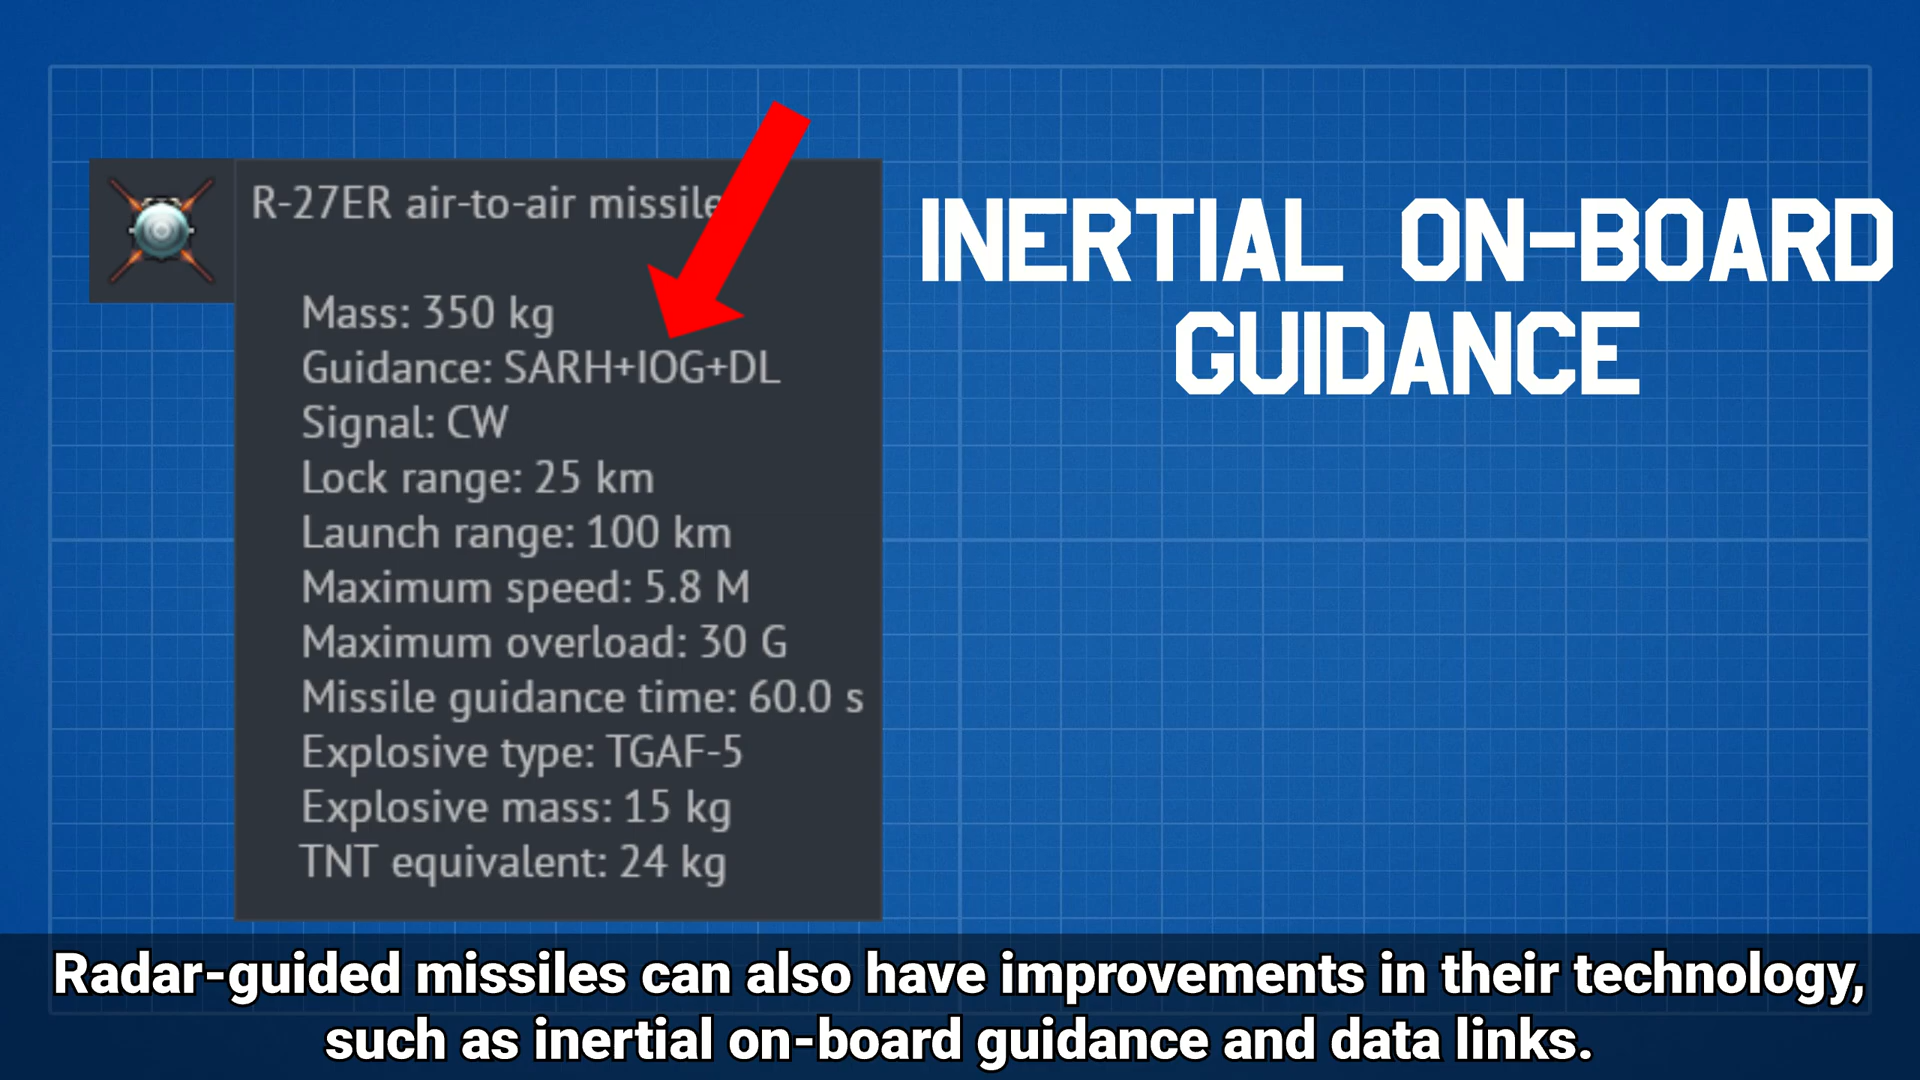 R-27ER air-to-air missile
Mass: 350 kg
Guidance: SARH+IOG+DL
Signal: CW
Lock range: 25 km
Launch range: 100 km
Maximum speed: 5.8 M
Maximum overload: 30 G
Missile guidance time: 60.0 s
Explosive type: TGAF-5
Explosive mass: 15 kg
TNT equivalent: 24 kg
INERTIAL ON-BOARD
GUIDANCE
Radar-guided missiles can also have improvements in their technology,
such as inertial on-board guidance and data links.